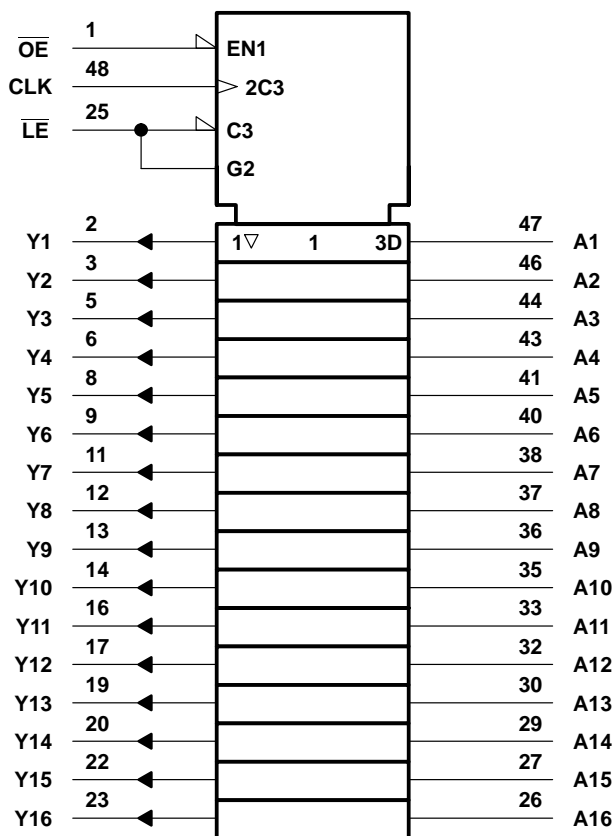 1
OE EN1
48
CLK 2C3
25
LE C3
G2
2 47
Y1 1▽ 1 3D A1
3 46
Y2 A2
5 44
Y3 A3
6 43
Y4 A4
8 41
Y5 A5
9 40
Y6 A6
11 38
Y7 A7
12 37
Y8 A8
13 36
Y9 A9
14 35
Y10 A10
16 33
Y11 A11
17 32
Y12 A12
19 30
Y13 A13
20 29
Y14 A14
22 27
Y15 A15
23 26
Y16 A16